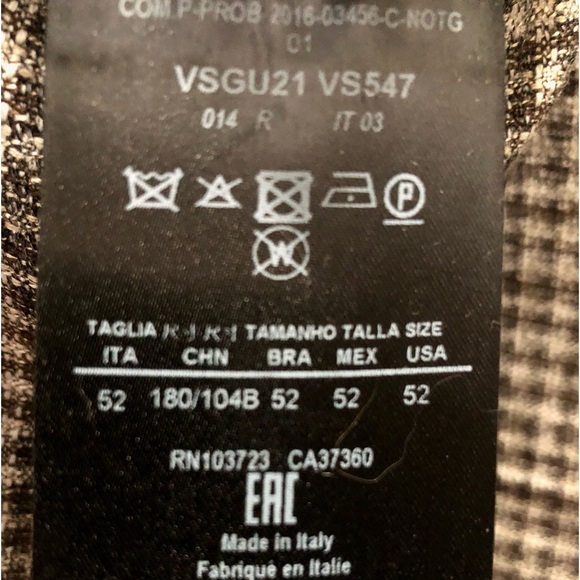 COM.P-PROB 2016-03456-C-NOTG
D1
VSGU21 VS547
014 R IT 03
P
W
TAGLIA TAMANHO TALLA SIZE
ITA CHN BRA MEX USA
52 180/104B 52 52 52
RN103723 CA37360
EAC
Made in Italy
Fabriqué en Italie